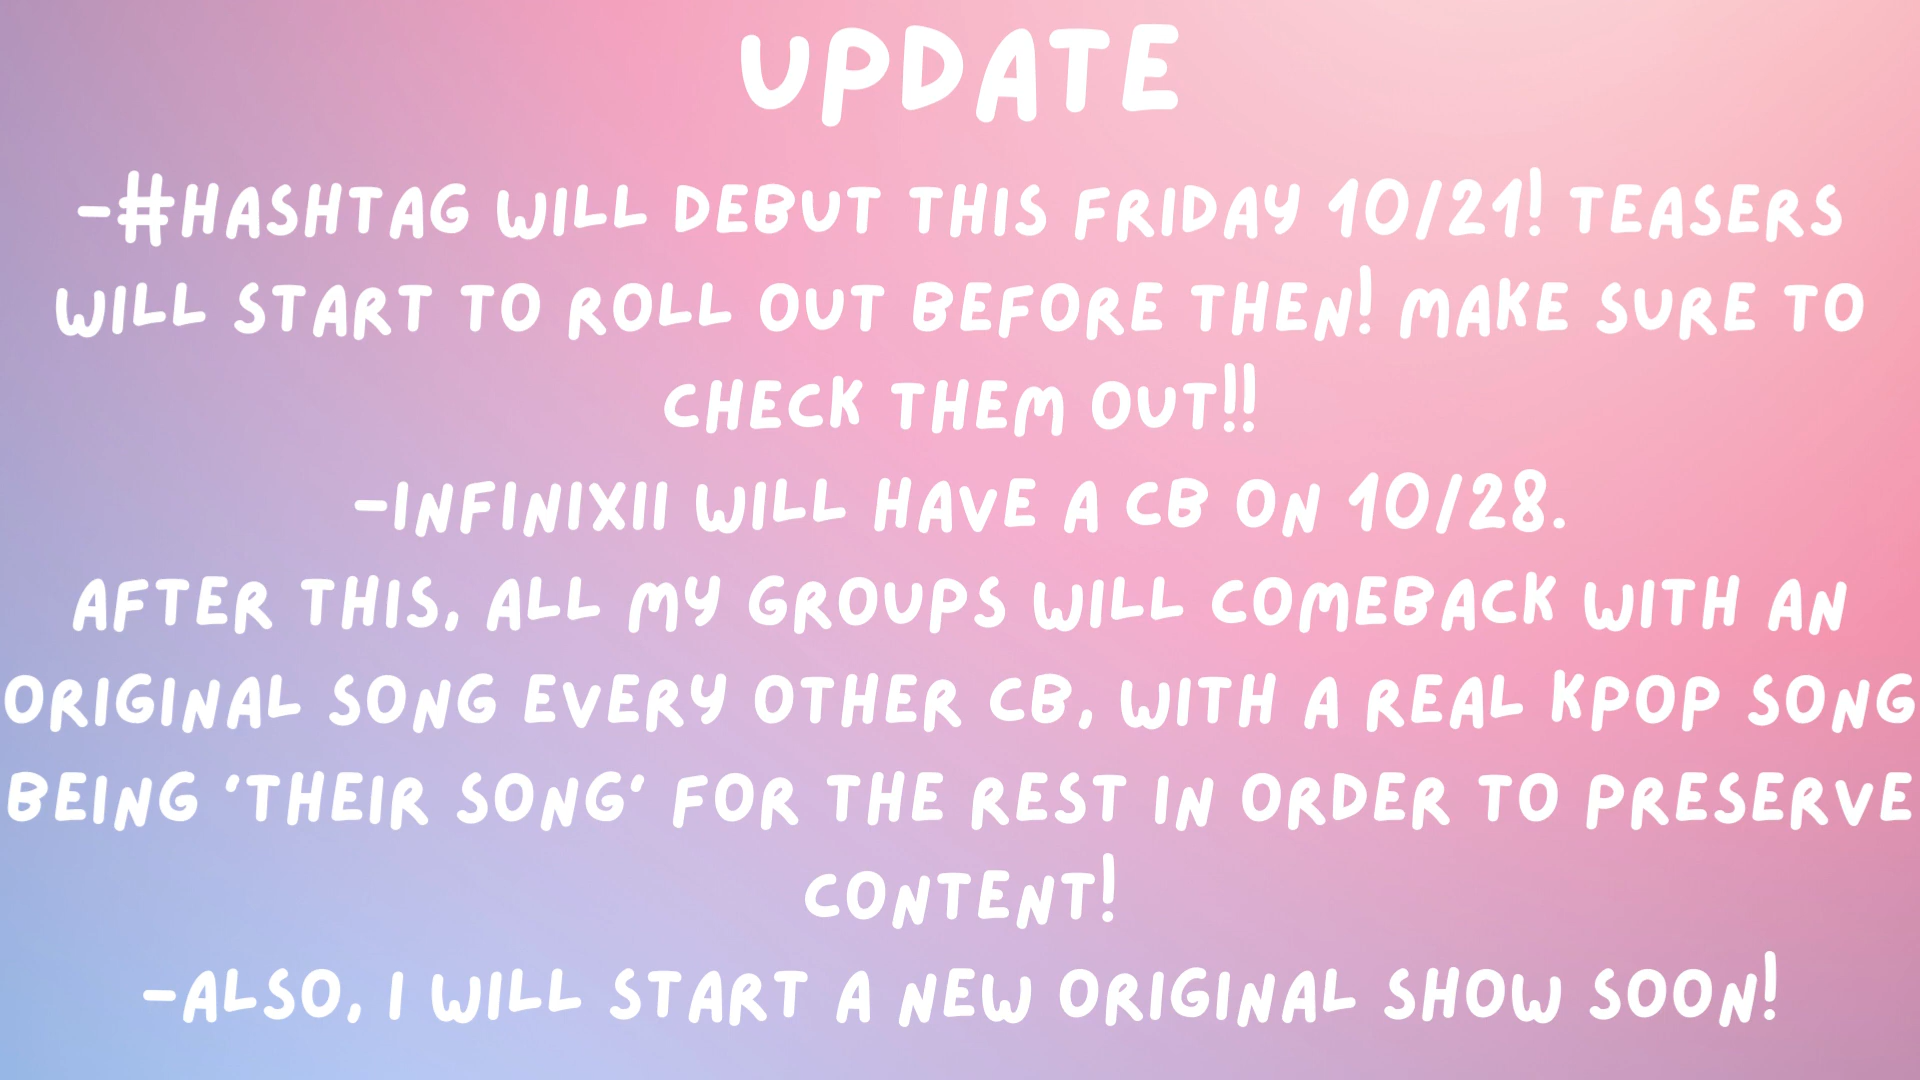 UPDATE
-#HASHTAG WILL DEBUT THIS FRIDAY 10/21! TEASERS
WILL START TO ROLL OUT BEFORE THEN! MAKE SURE TO
CHECK THEM OUT!!
-INFINIXII WILL HAVE A CB ON 10/28.
AFTER THIS, ALL MY GROUPS WILL COMEBACK WITH AN
ORIGINAL SONG EVERY OTHER CB, WITH A REAL KPOP SONG
BEING 'THEIR SONG' FOR THE REST IN ORDER TO PRESERVE
CONTENT!
-ALSO, I WILL START A NEW ORIGINAL SHOW SOON!